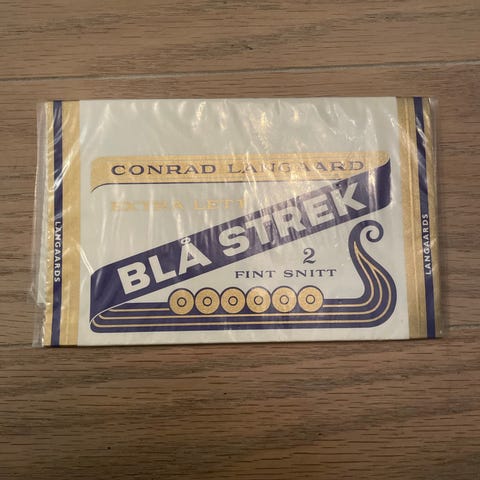 CONRAD LANGAARD
EXTRA LETT
BLÅ STREK
2
FINT SNITT
LANGAARDS
LANGAARDS